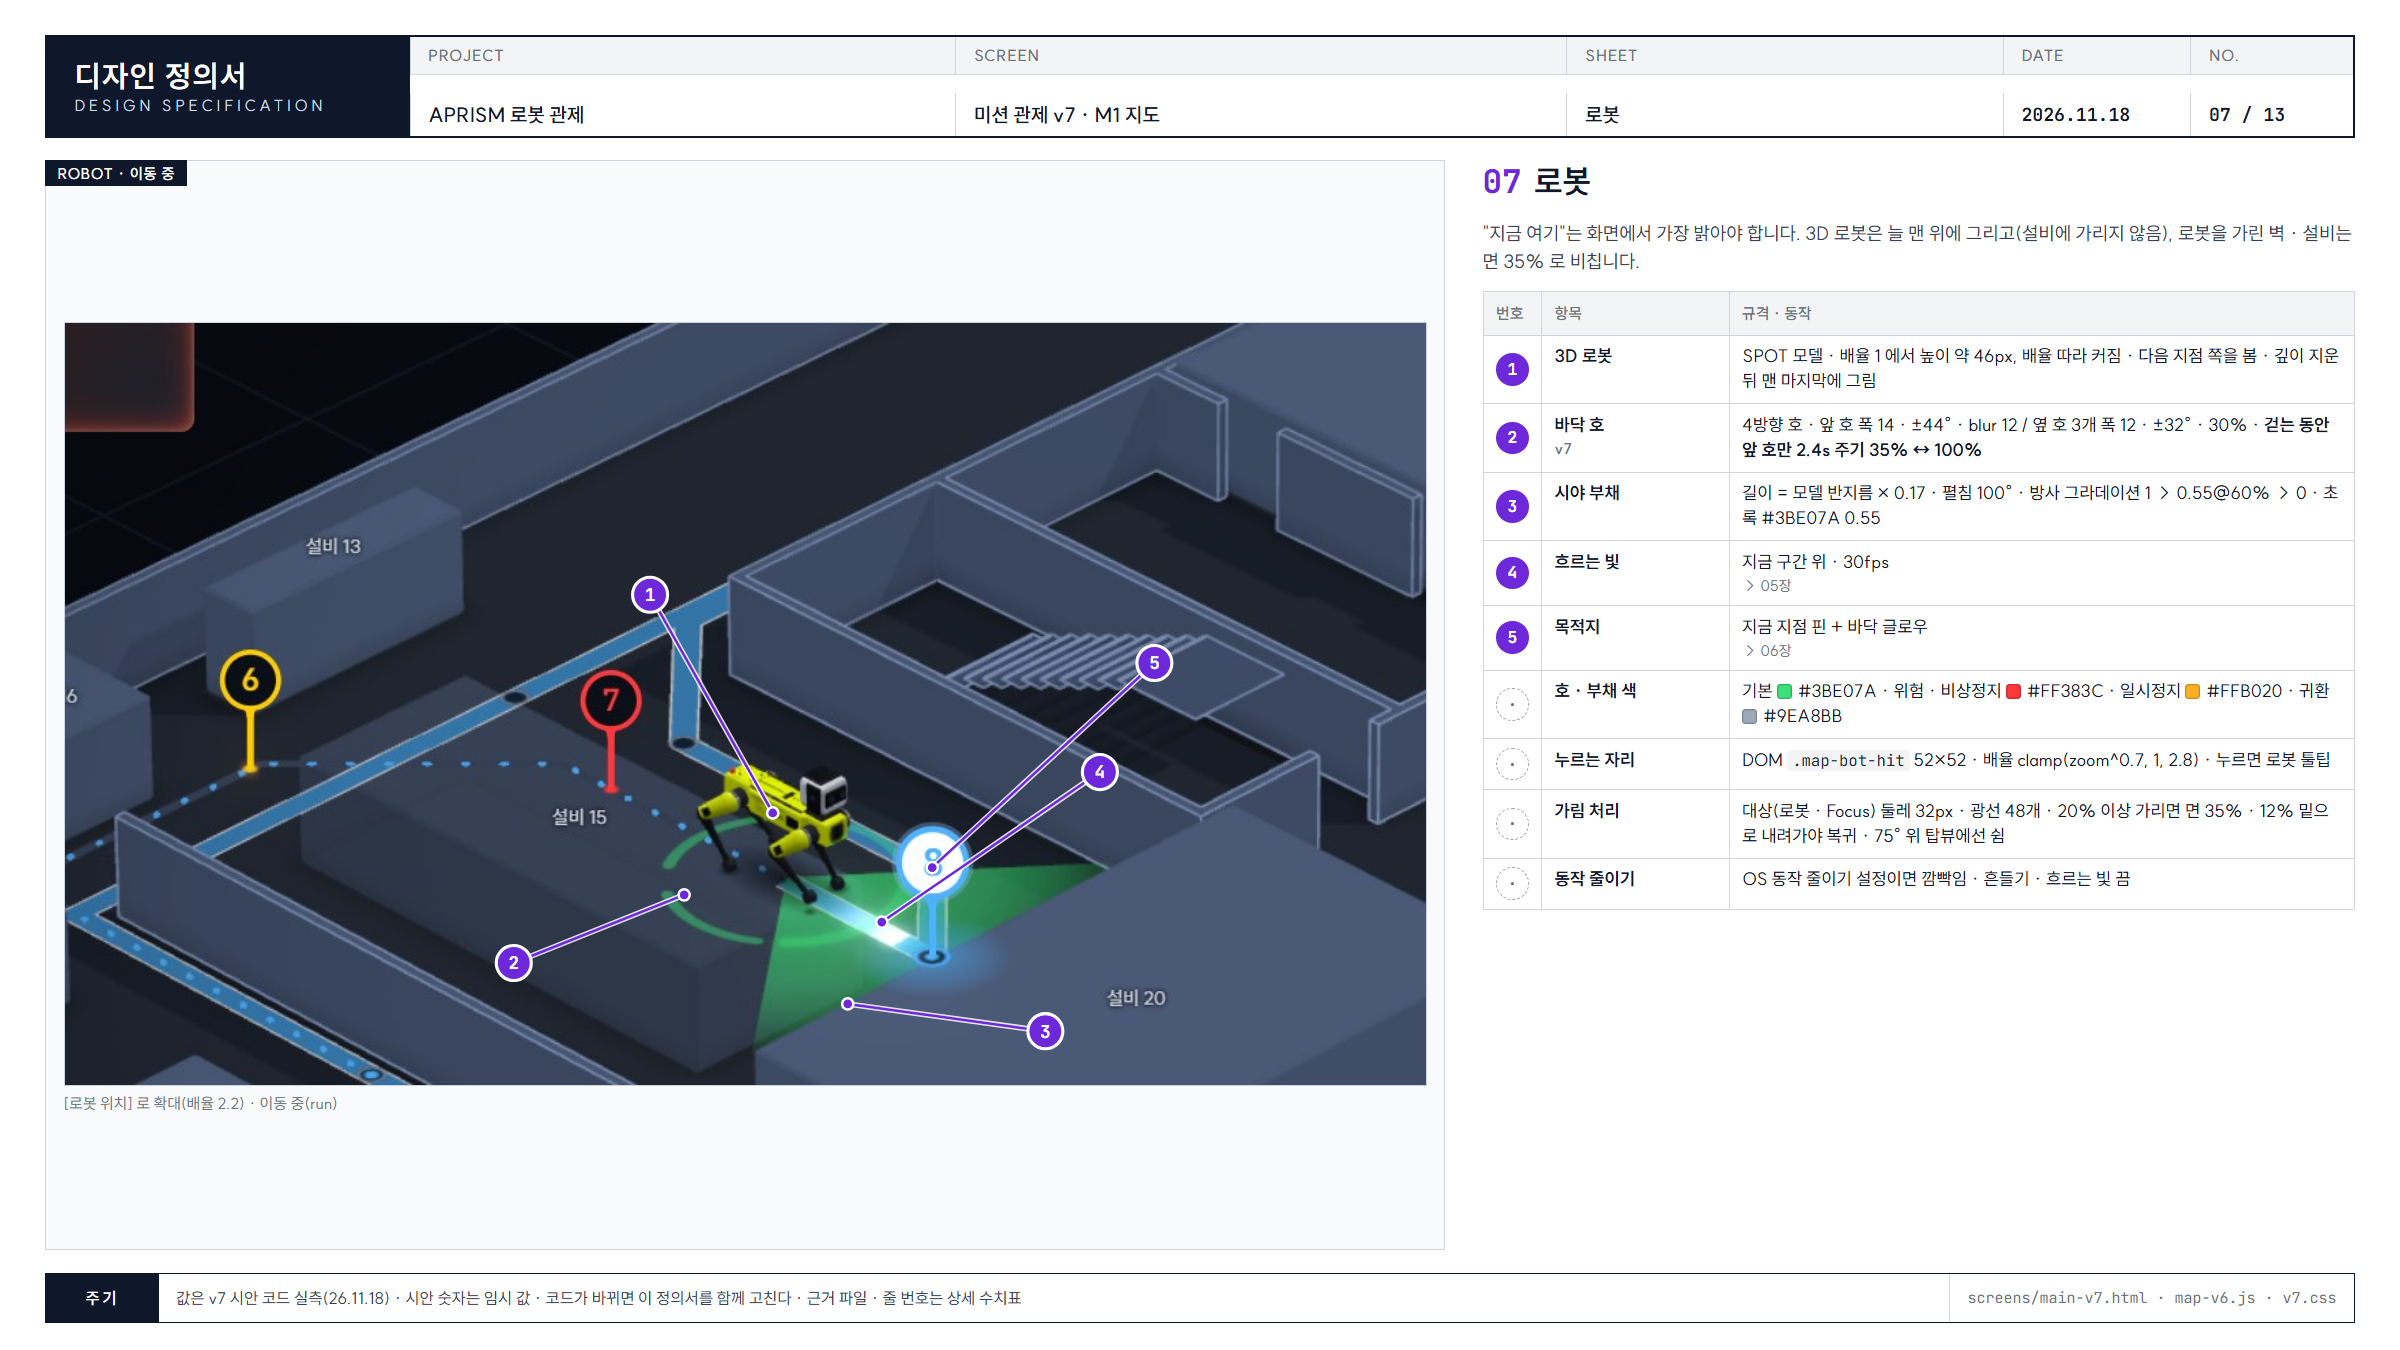 디자인 정의서
DESIGN SPECIFICATION
PROJECT
SCREEN
SHEET
DATE
NO.
APRISM 로봇 관제
미션 관제 v7 · M1 지도
로봇
2026.11.18
07 / 13
ROBOT · 이동 중
설비 13
1
6
7
6
5
4
설비 15
8
2
설비 20
3
[로봇 위치] 로 확대(배율 2.2) · 이동 중(run)
07 로봇
"지금 여기"는 화면에서 가장 밝아야 합니다. 3D 로봇은 늘 맨 위에 그리고(설비에 가리지 않음), 로봇을 가린 벽 · 설비는
면 35% 로 비칩니다.
번호
항목
규격 · 동작
1
3D 로봇
SPOT 모델 · 배율 1 에서 높이 약 46px, 배율 따라 커짐 · 다음 지점 쪽을 봄 · 깊이 지운
뒤 맨 마지막에 그림
2
바닥 호
v7
4방향 호 · 앞 호 폭 14 · ±44° · blur 12 / 옆 호 3개 폭 12 · ±32° · 30% · 걷는 동안
앞 호만 2.4s 주기 35% ↔ 100%
3
시야 부채
길이 = 모델 반지름 × 0.17 · 펼침 100° · 방사 그라데이션 1 > 0.55@60% > 0 · 초
록 #3BE07A 0.55
4
흐르는 빛
지금 구간 위 · 30fps
> 05장
5
목적지
지금 지점 핀 + 바닥 글로우
> 06장
호 · 부채 색
기본 #3BE07A · 위험 · 비상정지 #FF383C · 일시정지 #FFB020 · 귀환
#9EA8BB
누르는 자리
DOM .map-bot-hit 52×52 · 배율 clamp(zoom^0.7, 1, 2.8) · 누르면 로봇 툴팁
가림 처리
대상(로봇 · Focus) 둘레 32px · 광선 48개 · 20% 이상 가리면 면 35% · 12% 밑으
로 내려가야 복귀 · 75° 위 탑뷰에선 쉼
동작 줄이기
OS 동작 줄이기 설정이면 깜빡임 · 흔들기 · 흐르는 빛 끔
주기
값은 v7 시안 코드 실측(26.11.18) · 시안 숫자는 임시 값 · 코드가 바뀌면 이 정의서를 함께 고친다 · 근거 파일 · 줄 번호는 상세 수치표
screens/main-v7.html · map-v6.js · v7.css